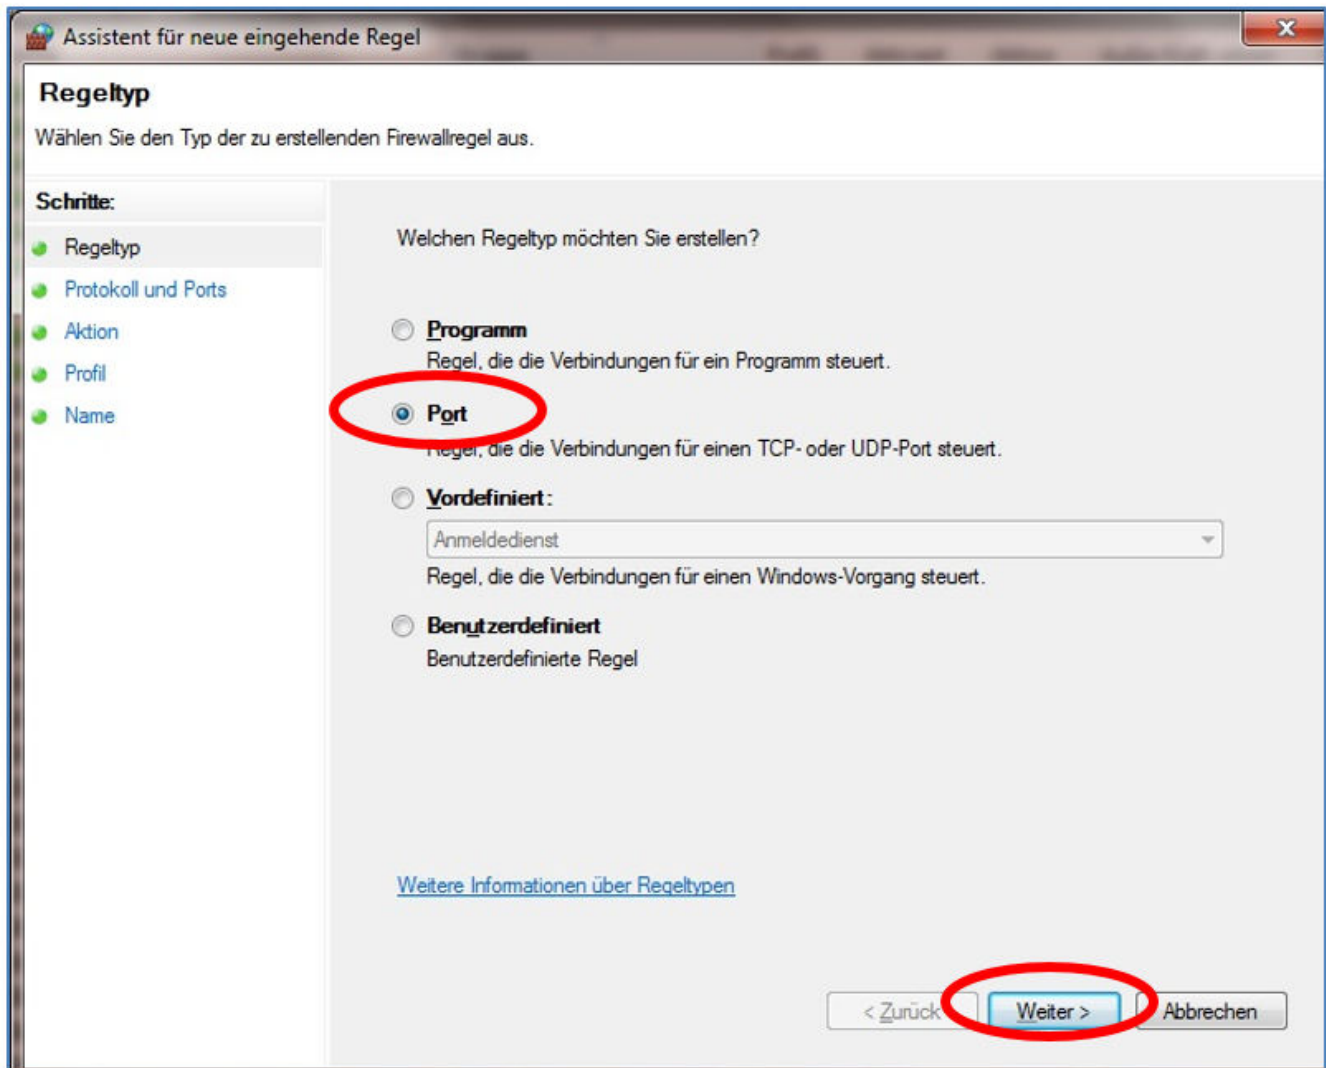 Assistent für neue eingehende Regel
Regeltyp
Wählen Sie den Typ der zu erstellenden Firewallregel aus.
Schritte:
Regeltyp
Protokoll und Ports
Aktion
Profil
Name
Welchen Regeltyp möchten Sie erstellen?
Programm
Regel, die die Verbindungen für ein Programm steuert.
Port
Regel, die die Verbindungen für einen TCP- oder UDP-Port steuert.
Vordefiniert:
Anmeldedienst
Regel, die die Verbindungen für einen Windows-Vorgang steuert.
Benutzerdefiniert
Benutzerdefinierte Regel
Weitere Informationen über Regeltypen
< Zurück Weiter > Abbrechen